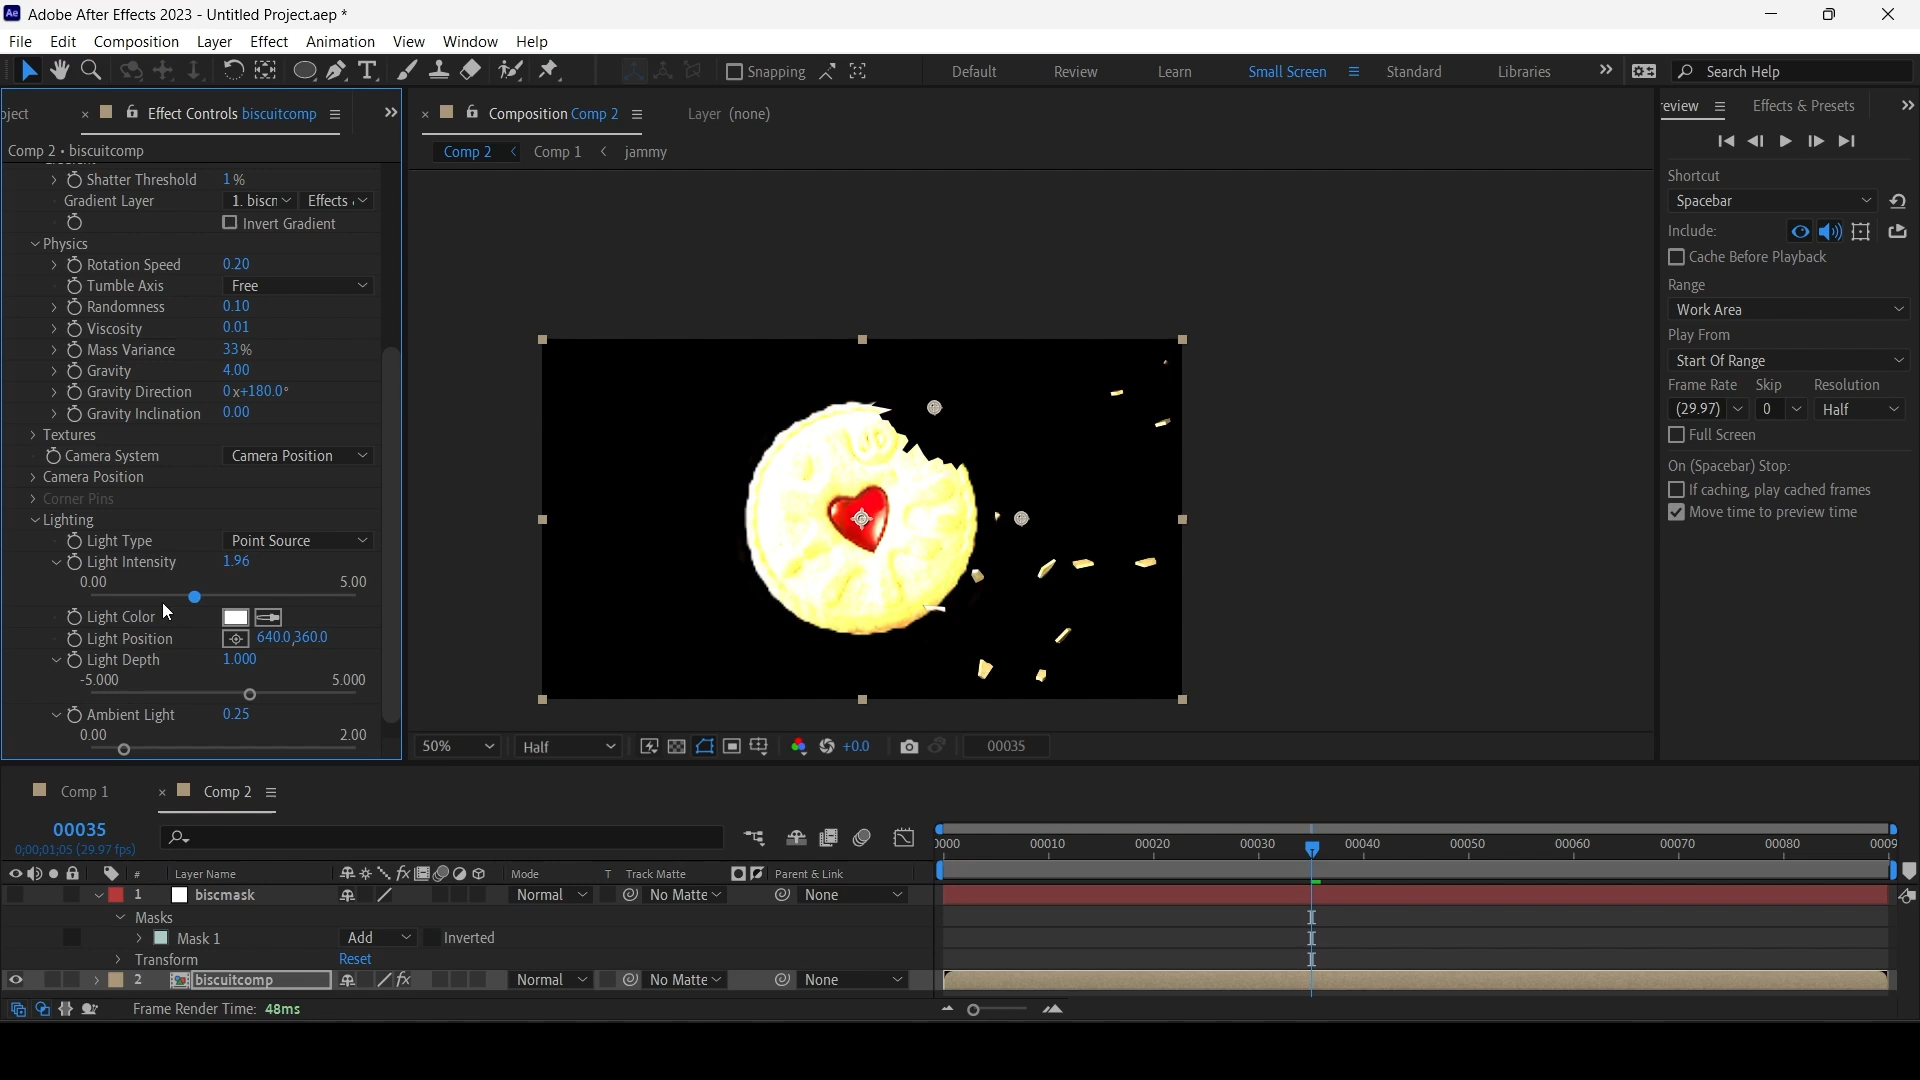 Ae Adobe After Effects 2023 - Untitled Project.aep *
File Edit Composition Layer Effect Animation View Window Help
Snapping Default Review Learn Small Screen Standard Libraries Search Help
oject Effect Controls biscuitcomp
Comp 2 • biscuitcomp
Shatter Threshold 1%
Gradient Layer 1. biscr Effects
Invert Gradient
Physics
Rotation Speed 0.20
Tumble Axis Free
Randomness 0.10
Viscosity 0.01
Mass Variance 33%
Gravity 4.00
Gravity Direction 0x+180.0°
Gravity Inclination 0.00
Textures
Camera System Camera Position
Camera Position
Corner Pins
Lighting
Light Type Point Source
Light Intensity 1.96
0.00 5.00
Light Color
Light Position 640.0,360.0
Light Depth 1.000
-5.000 5.000
Ambient Light 0.25
0.00 2.00
Composition Comp 2 Layer (none)
Comp 2 < Comp 1 < jammy
50% Half +0.0 00035
review Effects & Presets
Shortcut
Spacebar
Include:
Cache Before Playback
Range
Work Area
Play From
Start Of Range
Frame Rate Skip Resolution
(29.97) 0 Half
Full Screen
On (Spacebar) Stop:
If caching, play cached frames
Move time to preview time
Comp 1 × Comp 2
00035
0;00;01;05 (29.97 fps)
0000 00010 00020 00030 00040 00050 00060 00070 00080 0009
# Layer Name fx Mode T Track Matte Parent & Link
1 biscmask Normal No Matte None
Masks
Mask 1 Add Inverted
Transform Reset
2 biscuitcomp fx Normal No Matte None
Frame Render Time: 48ms